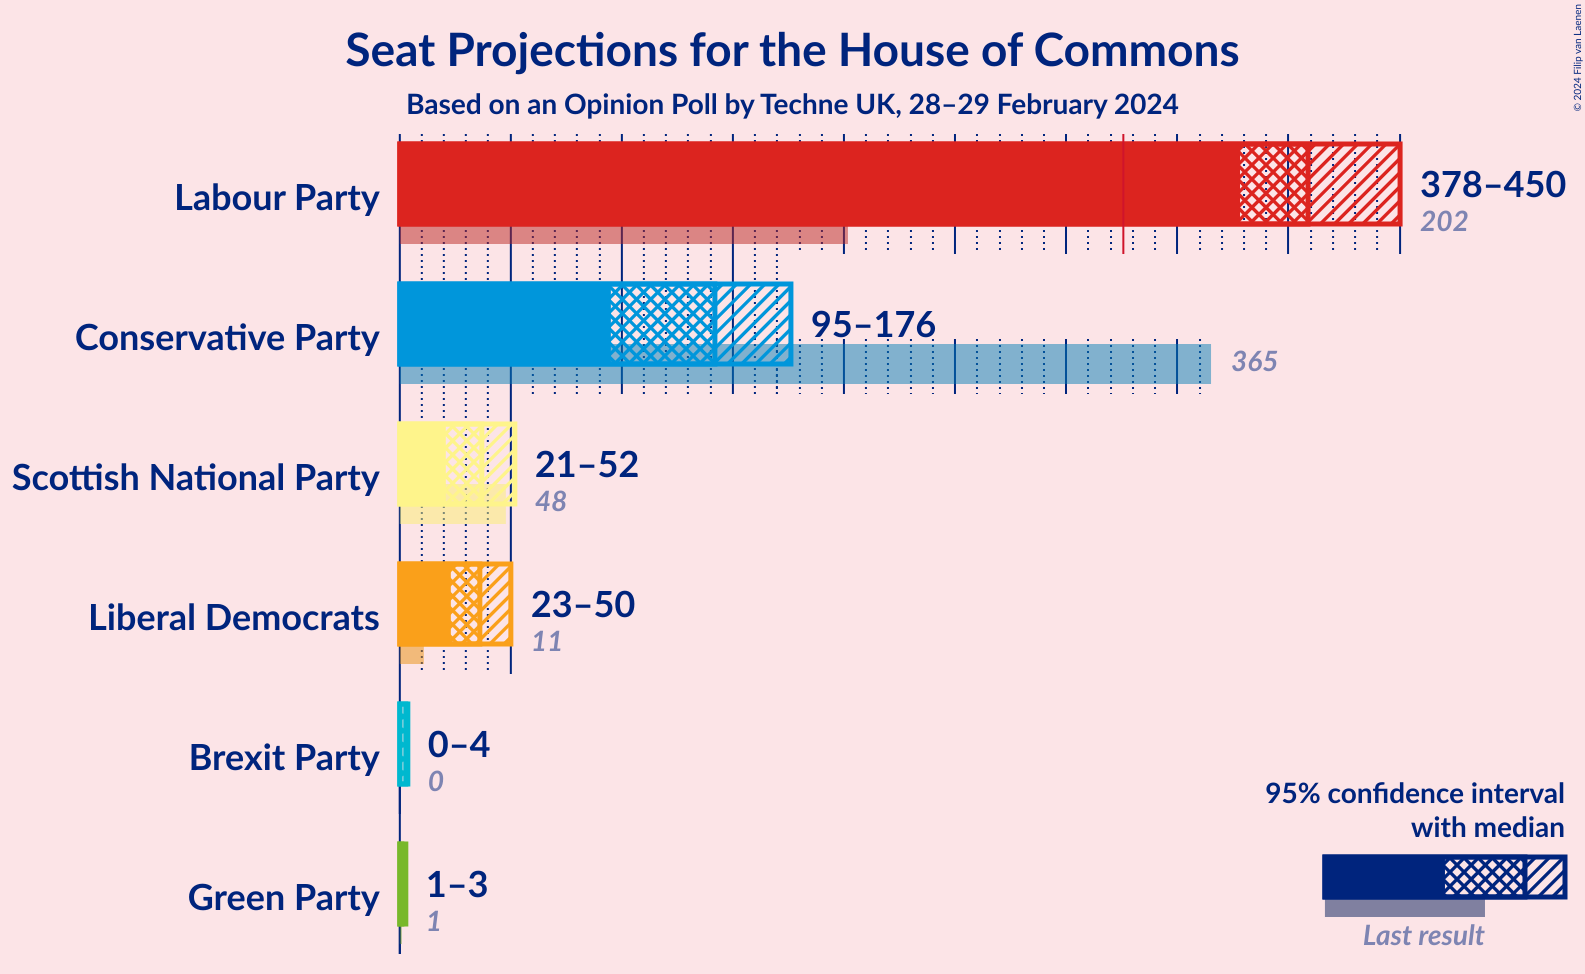 Seat Projections for the House of Commons
Based on an Opinion Poll by Techne UK, 28–29 February 2024
© 2024 Filip van Laenen
Labour Party
378–450
202
Conservative Party
95–176
365
Scottish National Party
21–52
48
Liberal Democrats
23–50
11
Brexit Party
0–4
0
Green Party
1–3
1
95% confidence interval
with median
Last result